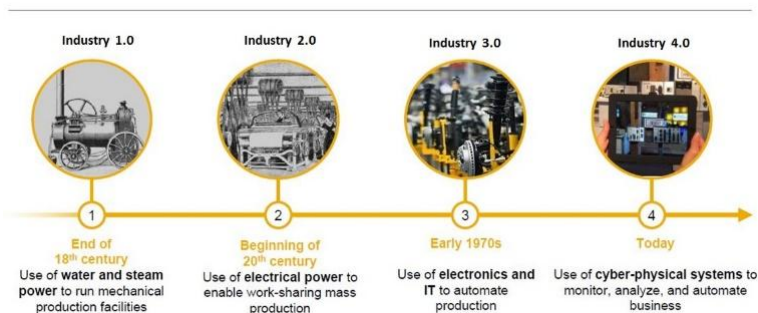 Industry 1.0
Industry 2.0
Industry 3.0
Industry 4.0
1
2
3
4
End of
18th century
Use of water and steam
power to run mechanical
production facilities
Beginning of
20th century
Use of electrical power to
enable work-sharing mass
production
Early 1970s
Use of electronics and
IT to automate
production
Today
Use of cyber-physical systems to
monitor, analyze, and automate
business